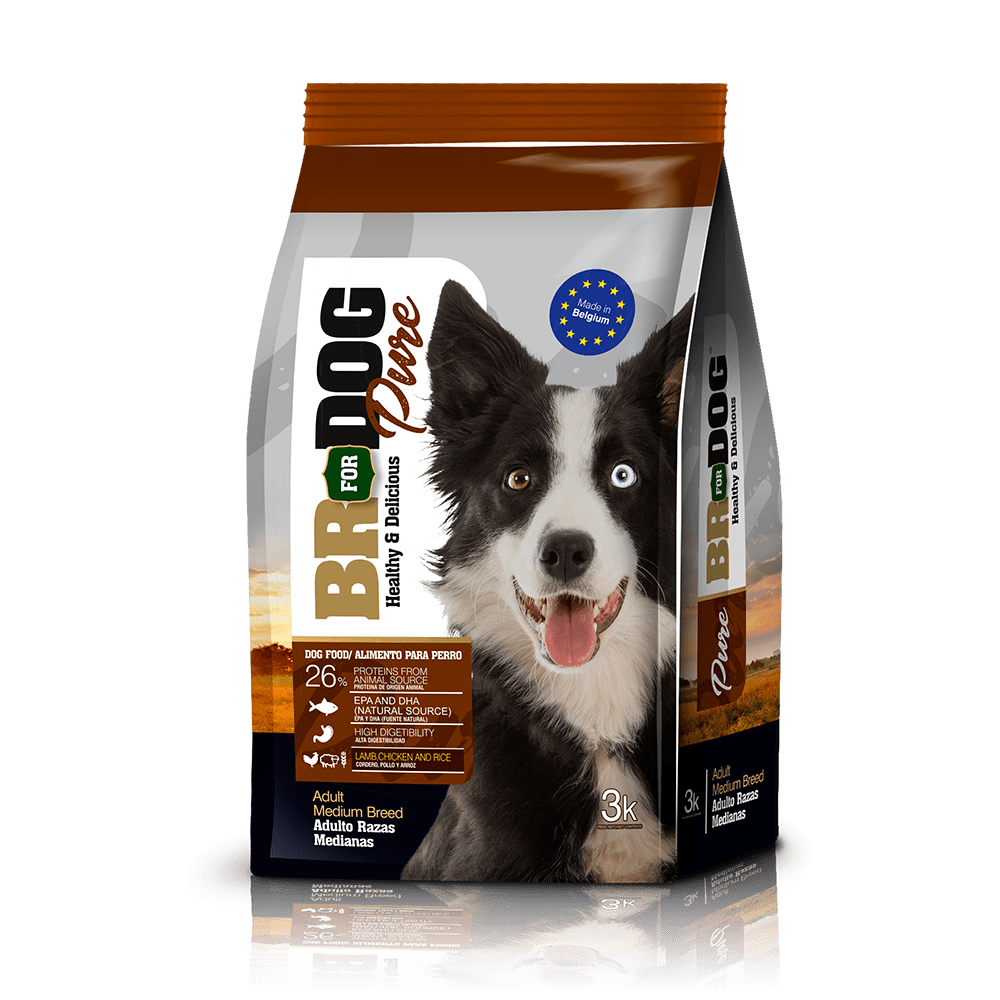 BR FOR DOG
Pure
Healthy & Delicious
Made in
Belgium
DOG FOOD/ ALIMENTO PARA PERRO
26%
PROTEINS FROM
ANIMAL SOURCE
PROTEINA DE ORIGEN ANIMAL
EPA AND DHA
(NATURAL SOURCE)
EPA Y DHA (FUENTE NATURAL)
HIGH DIGETIBILITY
ALTA DIGESTIBILIDAD
LAMB,CHICKEN AND RICE
CORDERO, POLLO Y ARROZ
Adult
Medium Breed
Adulto Razas
Medianas
3k
BR FOR DOG
Healthy & Delicious
Pure
3k
Adult
Medium Breed
Adulto Razas
Medianas